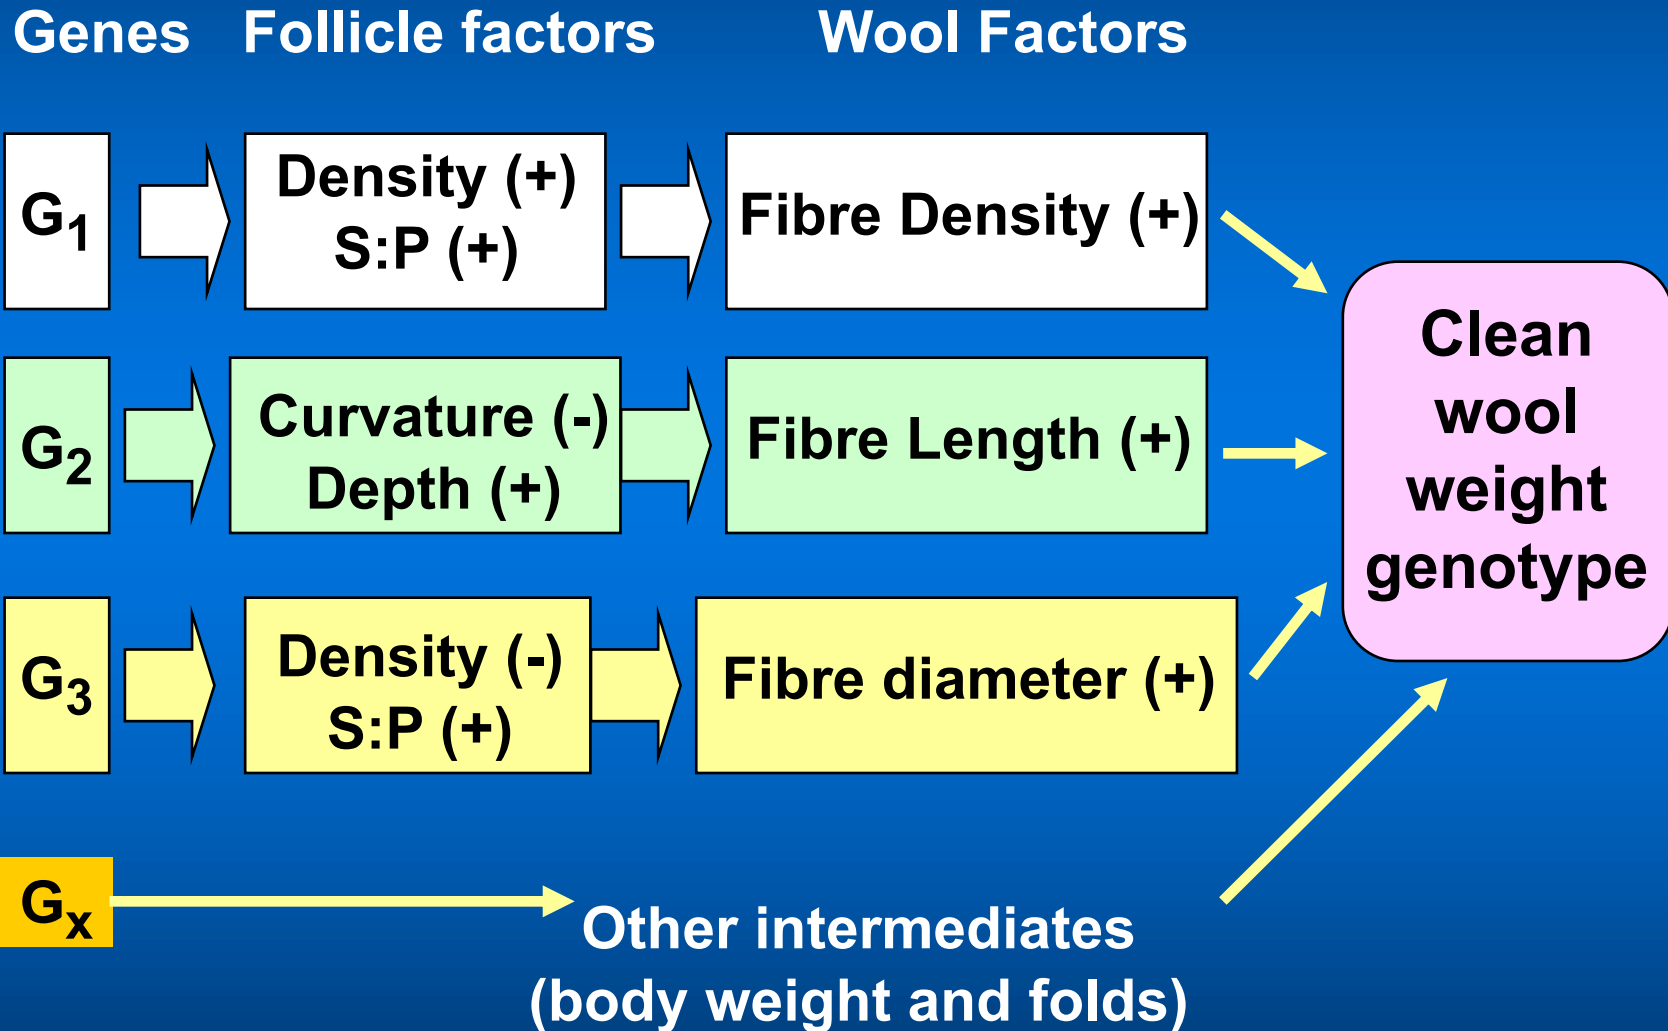 Genes Follicle factors Wool Factors
G1
Density (+)
S:P (+)
Fibre Density (+)
G2
Curvature (-)
Depth (+)
Fibre Length (+)
G3
Density (-)
S:P (+)
Fibre diameter (+)
Gx
Other intermediates
(body weight and folds)
Clean
wool
weight
genotype